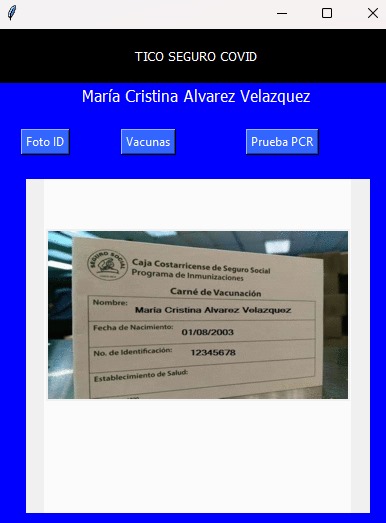 TICO SEGURO COVID
María Cristina Alvarez Velazquez
Foto ID
Vacunas
Prueba PCR
Caja Costarricense de Seguro Social
Programa de Inmunizaciones
Carné de Vacunación
Nombre:
María Cristina Alvarez Velazquez
Fecha de Nacimiento: 01/08/2003
No. de Identificación: 12345678
Establecimiento de Salud: